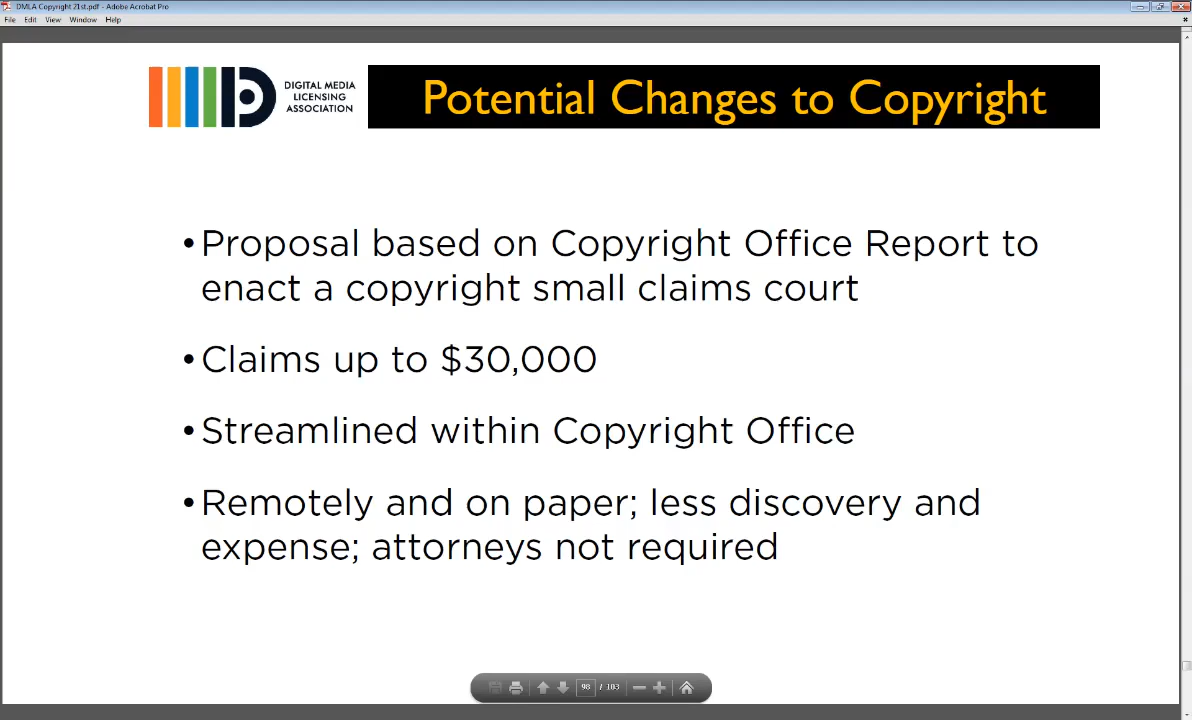 DMLA Copyright 21st.pdf - Adobe Acrobat Pro
File Edit View Window Help
DIGITAL MEDIA
LICENSING
ASSOCIATION
Potential Changes to Copyright
•Proposal based on Copyright Office Report to
enact a copyright small claims court
•Claims up to $30,000
•Streamlined within Copyright Office
•Remotely and on paper; less discovery and
expense; attorneys not required
98 / 103